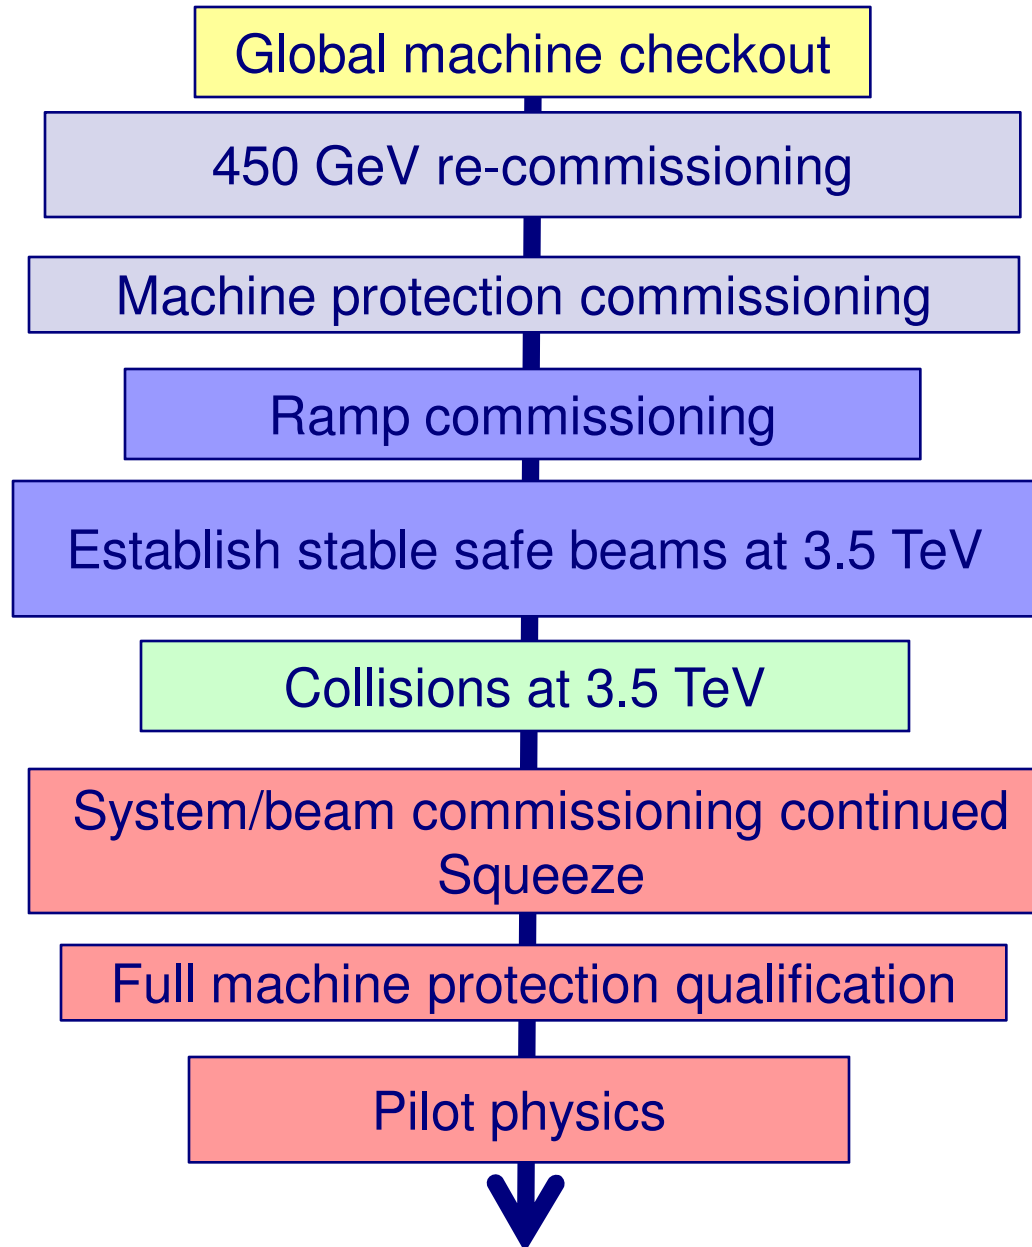 Global machine checkout
450 GeV re-commissioning
Machine protection commissioning
Ramp commissioning
Establish stable safe beams at 3.5 TeV
Collisions at 3.5 TeV
System/beam commissioning continued
Squeeze
Full machine protection qualification
Pilot physics